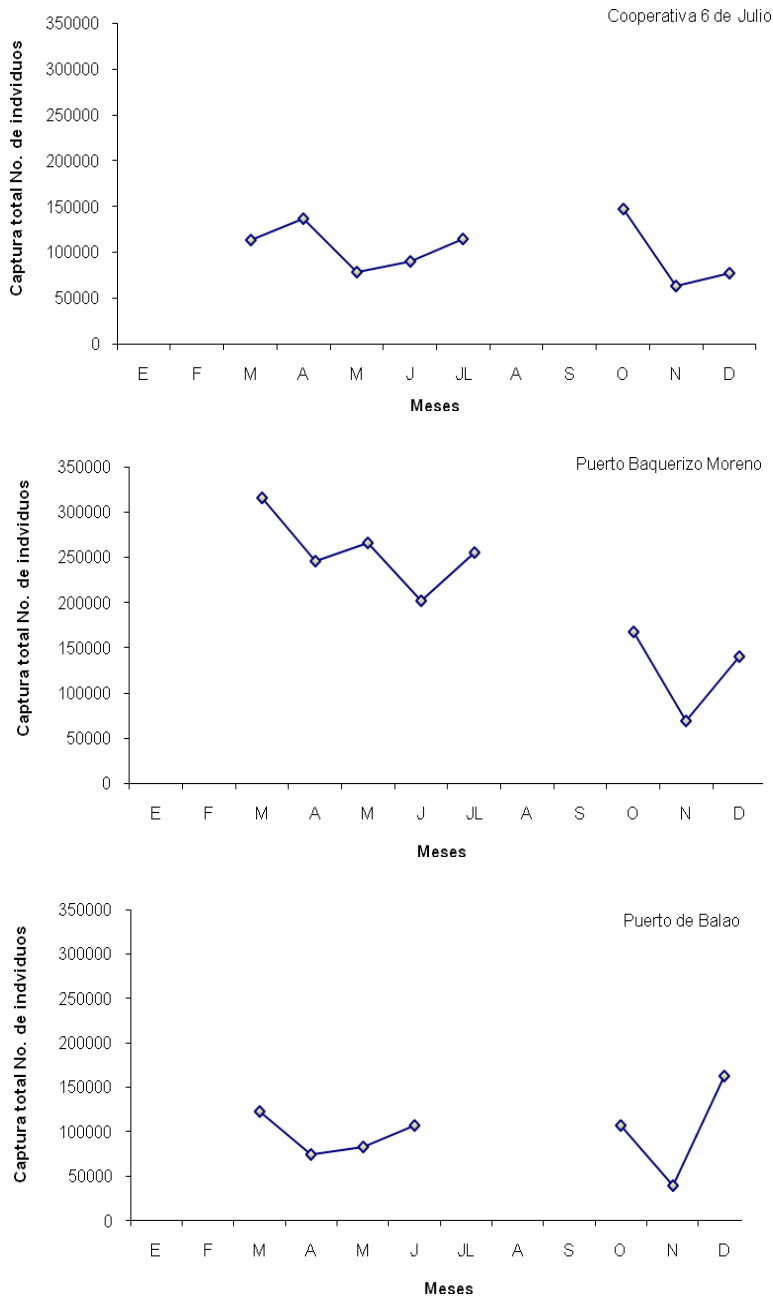 Cooperativa 6 de Julio
Captura total No. de indviduos
350000
300000
250000
200000
150000
100000
50000
0
E F M A M J JL A S O N D
Meses
Puerto Baquerizo Moreno
Captura total No. de indviduos
350000
300000
250000
200000
150000
100000
50000
0
E F M A M J JL A S O N D
Meses
Puerto de Balao
Captura total No. de indviduos
350000
300000
250000
200000
150000
100000
50000
0
E F M A M J JL A S O N D
Meses